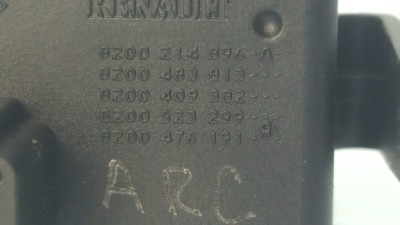 RENAULT
8200 214 896-A-
8200 483 813---
8200 409 382---
8200 523 299---
8200 476 191-g
ARC